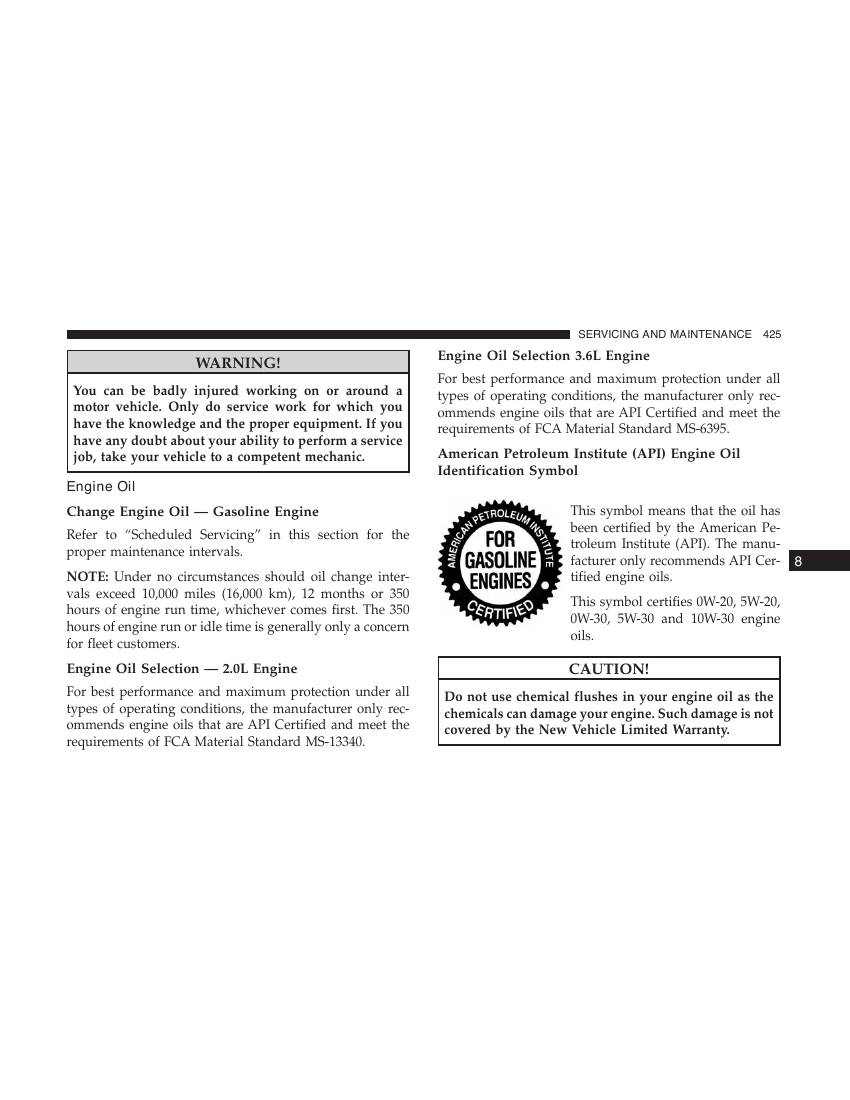 SERVICING AND MAINTENANCE 425
WARNING!
You can be badly injured working on or around a
motor vehicle. Only do service work for which you
have the knowledge and the proper equipment. If you
have any doubt about your ability to perform a service
job, take your vehicle to a competent mechanic.
Engine Oil
Change Engine Oil — Gasoline Engine
Refer to “Scheduled Servicing” in this section for the
proper maintenance intervals.
NOTE: Under no circumstances should oil change inter-
vals exceed 10,000 miles (16,000 km), 12 months or 350
hours of engine run time, whichever comes first. The 350
hours of engine run or idle time is generally only a concern
for fleet customers.
Engine Oil Selection — 2.0L Engine
For best performance and maximum protection under all
types of operating conditions, the manufacturer only rec-
ommends engine oils that are API Certified and meet the
requirements of FCA Material Standard MS-13340.
Engine Oil Selection 3.6L Engine
For best performance and maximum protection under all
types of operating conditions, the manufacturer only rec-
ommends engine oils that are API Certified and meet the
requirements of FCA Material Standard MS-6395.
American Petroleum Institute (API) Engine Oil
Identification Symbol
AMERICAN PETROLEUM INSTITUTE
FOR
GASOLINE
ENGINES
CERTIFIED
This symbol means that the oil has
been certified by the American Pe-
troleum Institute (API). The manu-
facturer only recommends API Cer-
tified engine oils.
This symbol certifies 0W-20, 5W-20,
0W-30, 5W-30 and 10W-30 engine
oils.
CAUTION!
Do not use chemical flushes in your engine oil as the
chemicals can damage your engine. Such damage is not
covered by the New Vehicle Limited Warranty.
8